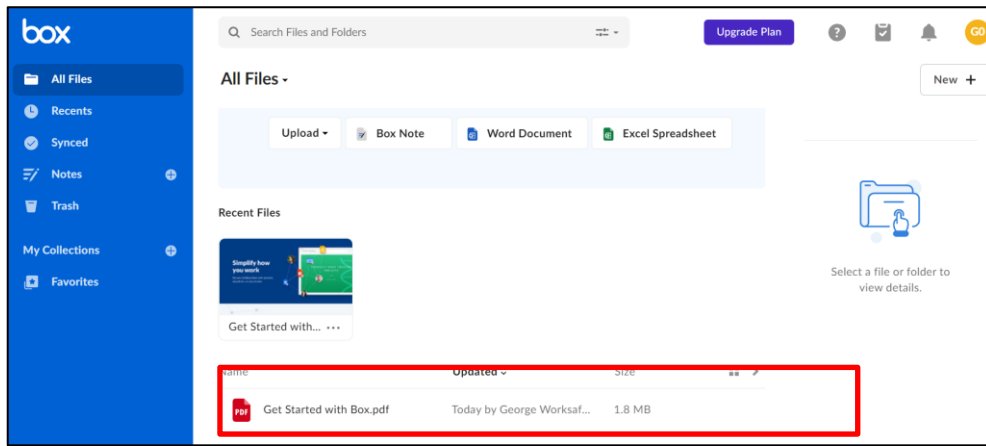 box
Search Files and Folders
Upgrade Plan
?
GO
All Files
Recents
Synced
Notes
Trash
My Collections
Favorites
All Files
New +
Upload
Box Note
Word Document
Excel Spreadsheet
Recent Files
Simplify how
you work
Get Started with... ...
Select a file or folder to
view details.
Name Updated Size
PDF Get Started with Box.pdf Today by George Worksaf... 1.8 MB